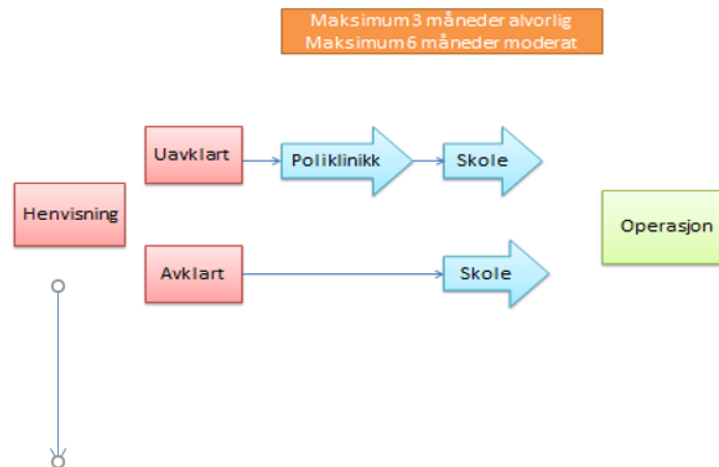 Maksimum 3 måneder alvorlig
Maksimum 6 måneder moderat
Uavklart
Poliklinikk
Skole
Henvisning
Operasjon
Avklart
Skole